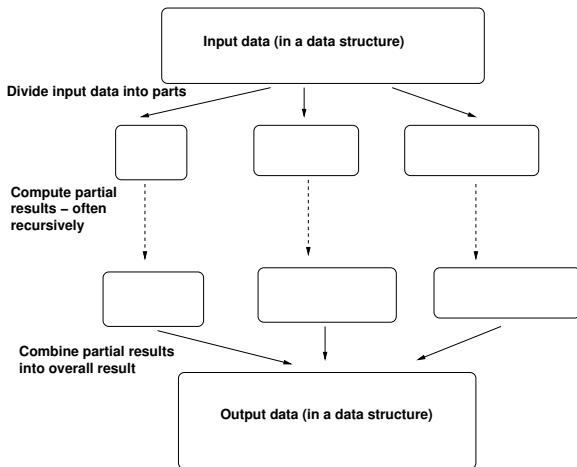 Input data (in a data structure)
Divide input data into parts
Compute partial
results – often
recursively
Combine partial results
into overall result
Output data (in a data structure)